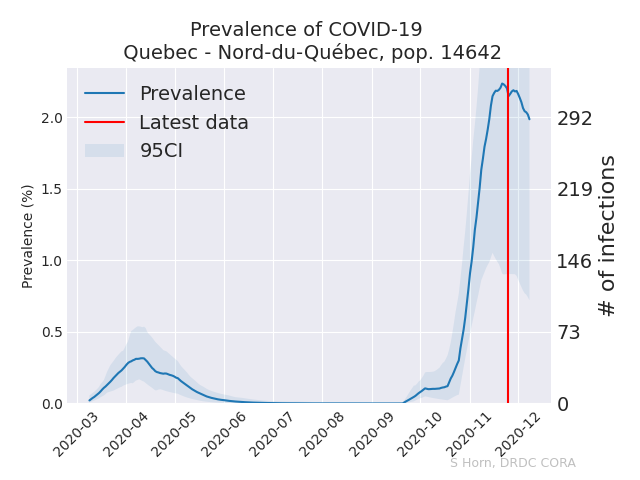 Prevalence of COVID-19
Quebec - Nord-du-Québec, pop. 14642
Prevalence
Latest data
95CI
2.0
1.5
1.0
0.5
0.0
Prevalence (%)
292
219
146
73
0
# of infections
2020-03
2020-04
2020-05
2020-06
2020-07
2020-08
2020-09
2020-10
2020-11
2020-12
S Horn, DRDC CORA